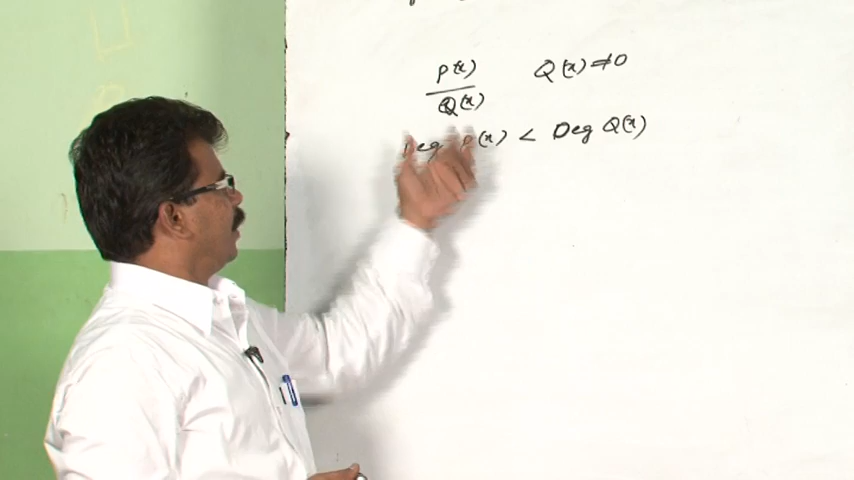 P(x) / Q(x) Q(x) ≠ 0
Deg P(x) < Deg Q(x)